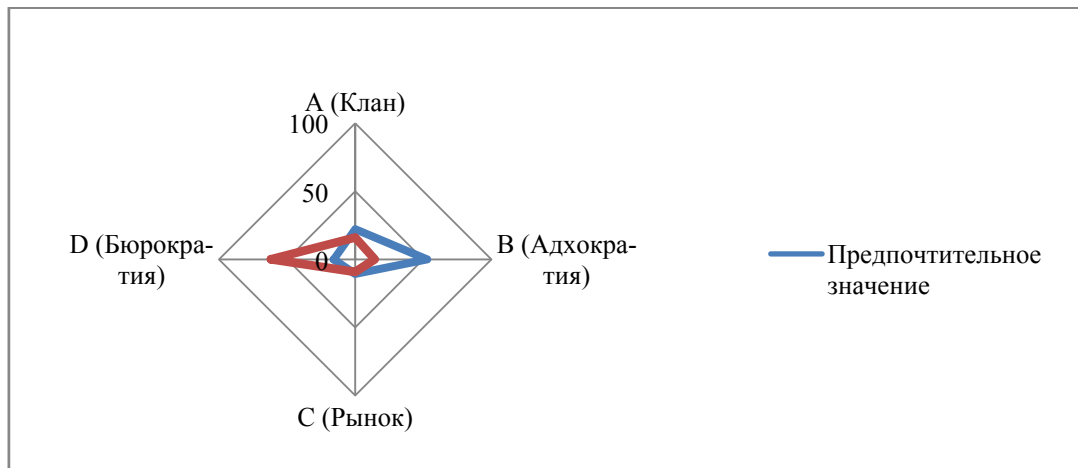 A (Клан)
100
50
D (Бюрокра-
тия)
0
B (Адхокра-
тия)
Предпочтительное
значение
C (Рынок)